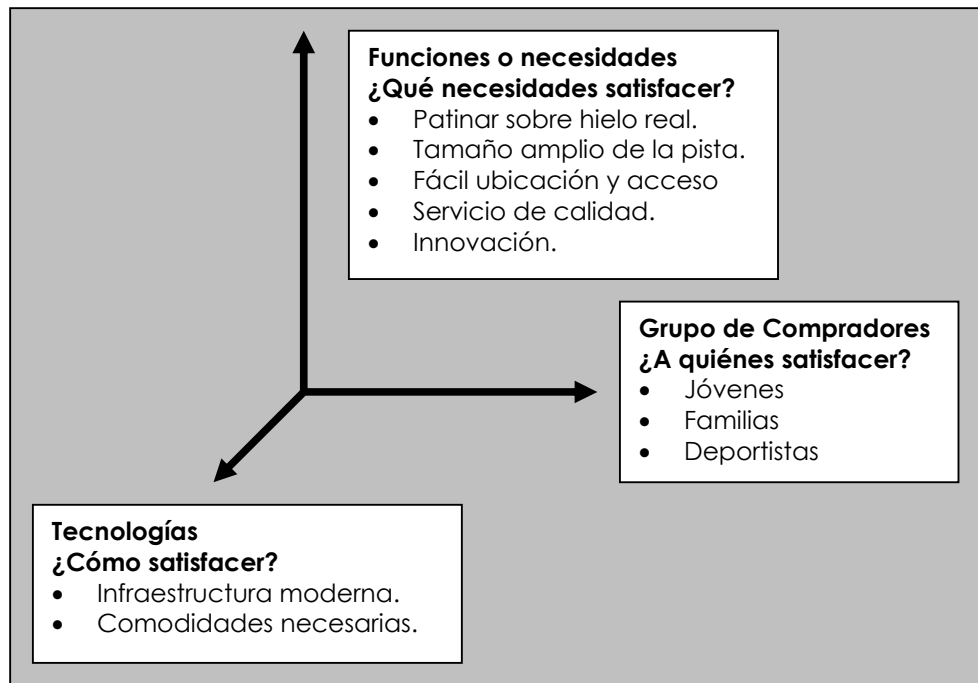 Funciones o necesidades
¿Qué necesidades satisfacer?
• Patinar sobre hielo real.
• Tamaño amplio de la pista.
• Fácil ubicación y acceso
• Servicio de calidad.
• Innovación.
Grupo de Compradores
¿A quiénes satisfacer?
• Jóvenes
• Familias
• Deportistas
Tecnologías
¿Cómo satisfacer?
• Infraestructura moderna.
• Comodidades necesarias.